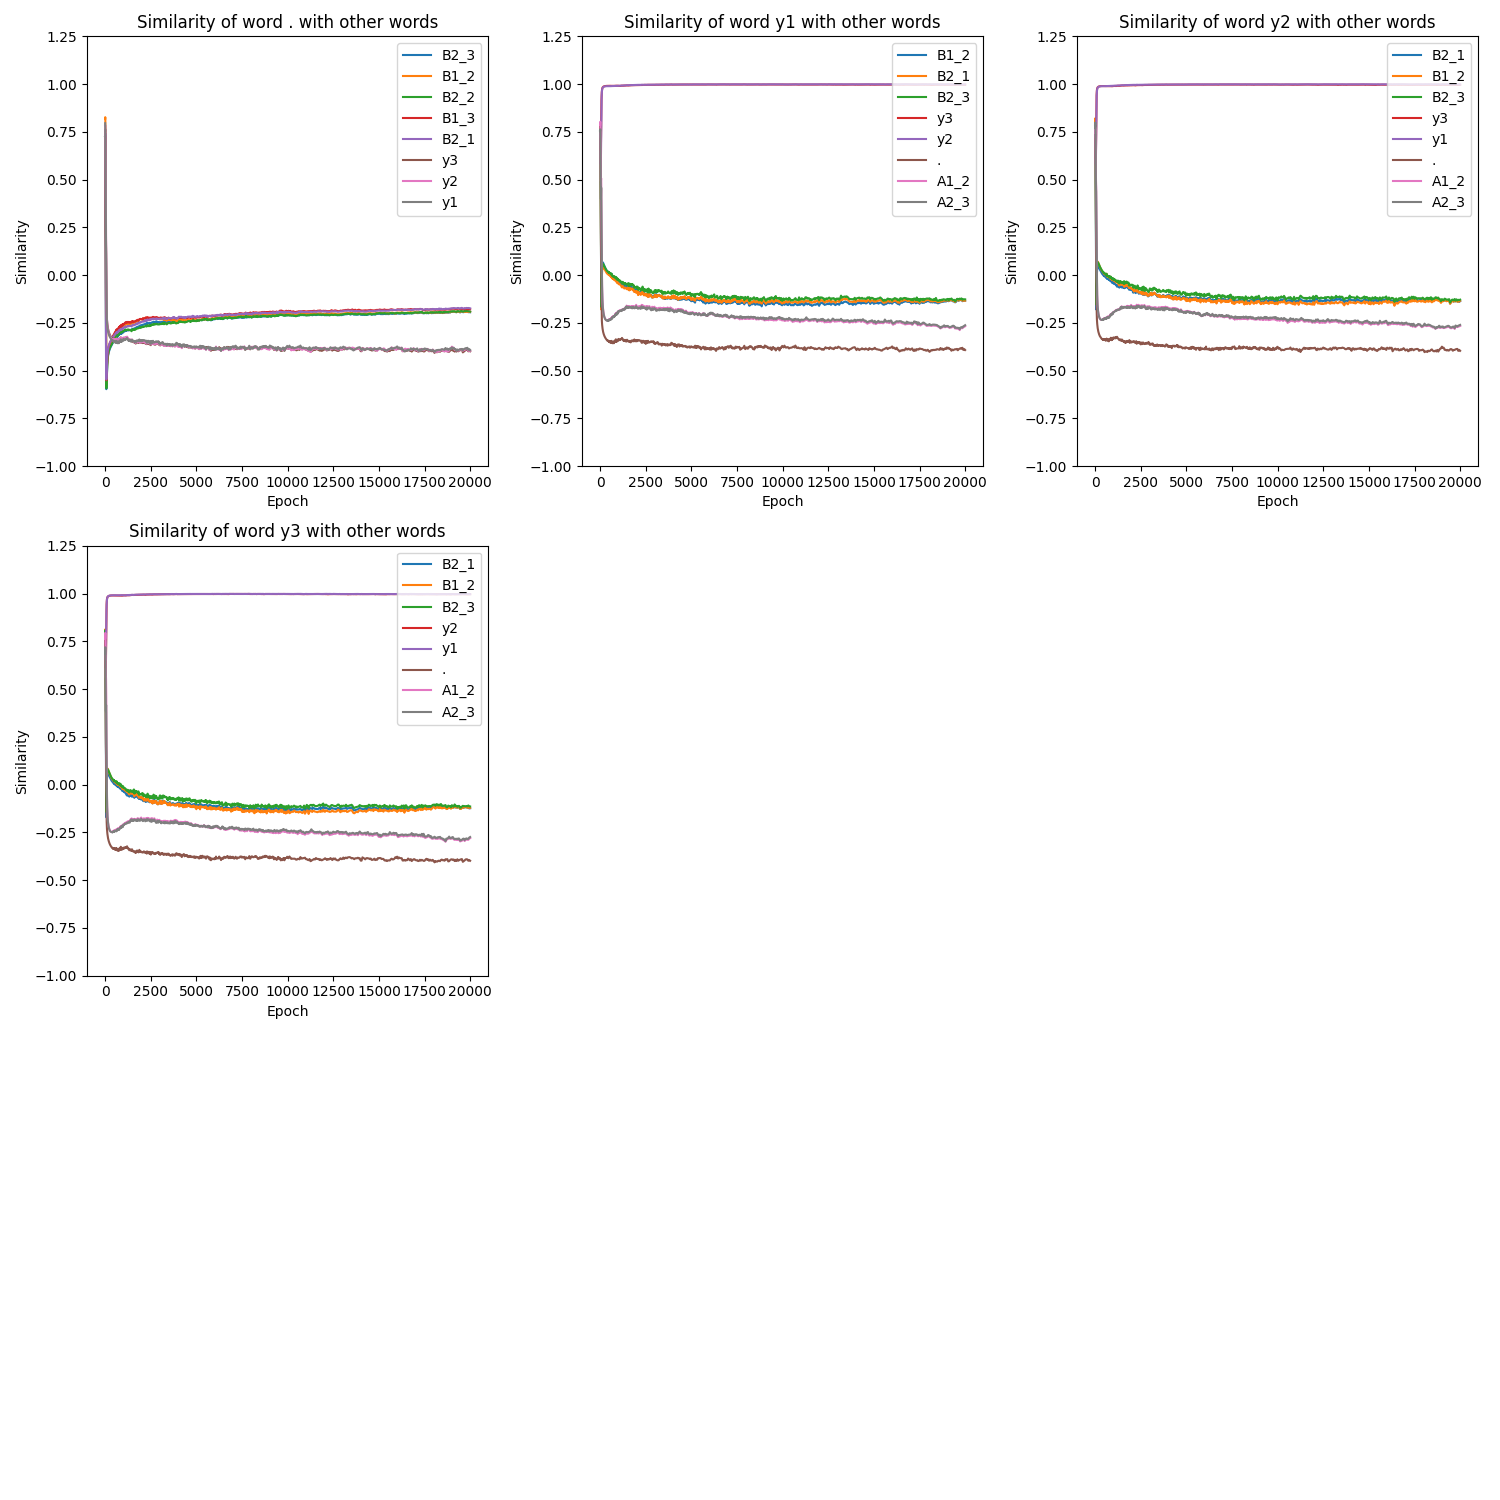 Similarity of word . with other words
1.25
1.00
0.75
0.50
0.25
0.00
−0.25
−0.50
−0.75
−1.00
Similarity
0 2500 5000 7500 10000 12500 15000 17500 20000
Epoch
B2_3
B1_2
B2_2
B1_3
B2_1
y3
y2
y1
Similarity of word y1 with other words
1.25
1.00
0.75
0.50
0.25
0.00
−0.25
−0.50
−0.75
−1.00
Similarity
0 2500 5000 7500 10000 12500 15000 17500 20000
Epoch
B1_2
B2_1
B2_3
y3
y2
.
A1_2
A2_3
Similarity of word y2 with other words
1.25
1.00
0.75
0.50
0.25
0.00
−0.25
−0.50
−0.75
−1.00
Similarity
0 2500 5000 7500 10000 12500 15000 17500 20000
Epoch
B2_1
B1_2
B2_3
y3
y1
.
A1_2
A2_3
Similarity of word y3 with other words
1.25
1.00
0.75
0.50
0.25
0.00
−0.25
−0.50
−0.75
−1.00
Similarity
0 2500 5000 7500 10000 12500 15000 17500 20000
Epoch
B2_1
B1_2
B2_3
y2
y1
.
A1_2
A2_3